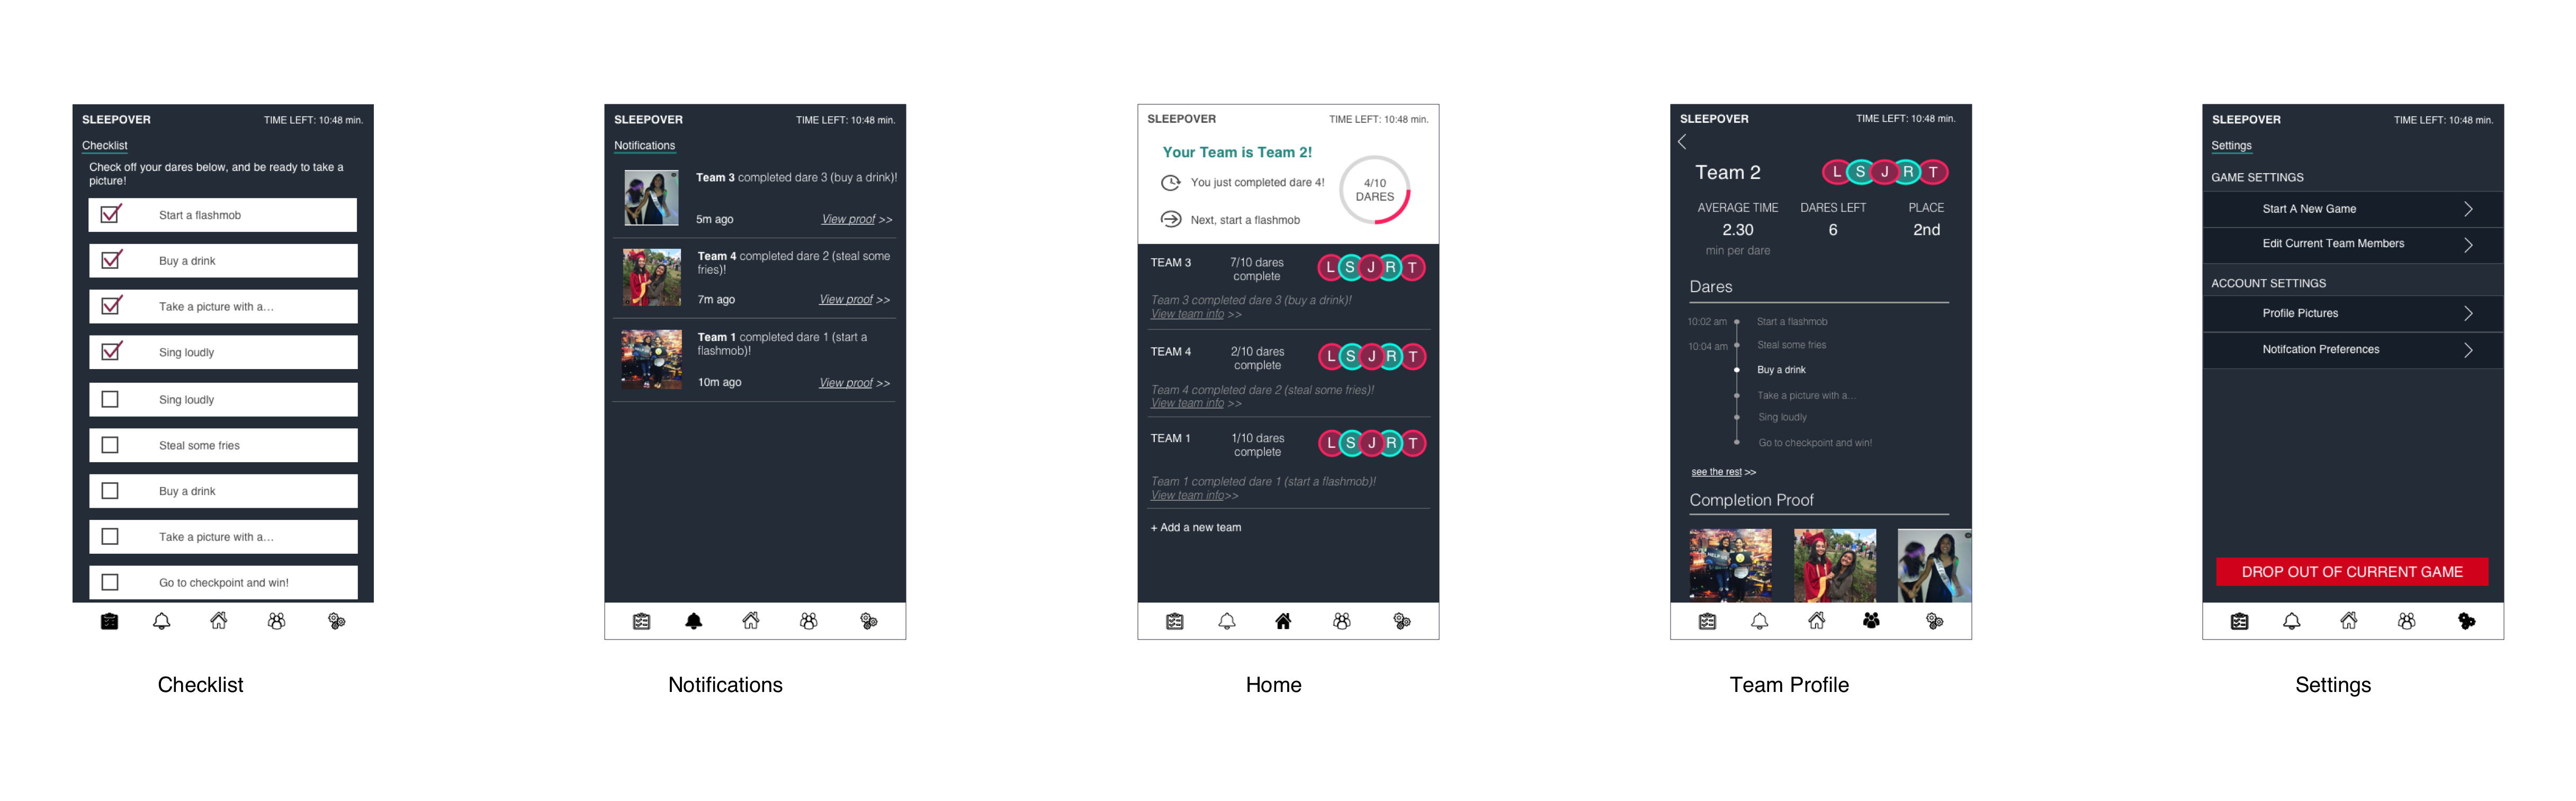 SLEEPOVER
TIME LEFT: 10:48 min.
Checklist
Check off your dares below, and be ready to take a
picture!
Start a flashmob
Buy a drink
Take a picture with a...
Sing loudly
Sing loudly
Steal some fries
Buy a drink
Take a picture with a...
Go to checkpoint and win!
Checklist
SLEEPOVER
TIME LEFT: 10:48 min.
Notifications
Team 3 completed dare 3 (buy a drink)!
5m ago
View proof >>
Team 4 completed dare 2 (steal some
fries)!
7m ago
View proof >>
Team 1 completed dare 1 (start a
flashmob)!
10m ago
View proof >>
Notifications
SLEEPOVER
TIME LEFT: 10:48 min.
Your Team is Team 2!
You just completed dare 4!
Next, start a flashmob
4/10
DARES
TEAM 3
7/10 dares
complete
L S J R T
Team 3 completed dare 3 (buy a drink)!
View team info >>
TEAM 4
2/10 dares
complete
L S J R T
Team 4 completed dare 2 (steal some fries)!
View team info >>
TEAM 1
1/10 dares
complete
L S J R T
Team 1 completed dare 1 (start a flashmob)!
View team info>>
+ Add a new team
Home
SLEEPOVER
TIME LEFT: 10:48 min.
Team 2
L S J R T
AVERAGE TIME
DARES LEFT
PLACE
2.30
6
2nd
min per dare
Dares
10:02 am
Start a flashmob
10:04 am
Steal some fries
Buy a drink
Take a picture with a...
Sing loudly
Go to checkpoint and win!
see the rest >>
Completion Proof
Team Profile
SLEEPOVER
TIME LEFT: 10:48 min.
Settings
GAME SETTINGS
Start A New Game
Edit Current Team Members
ACCOUNT SETTINGS
Profile Pictures
Notifcation Preferences
DROP OUT OF CURRENT GAME
Settings